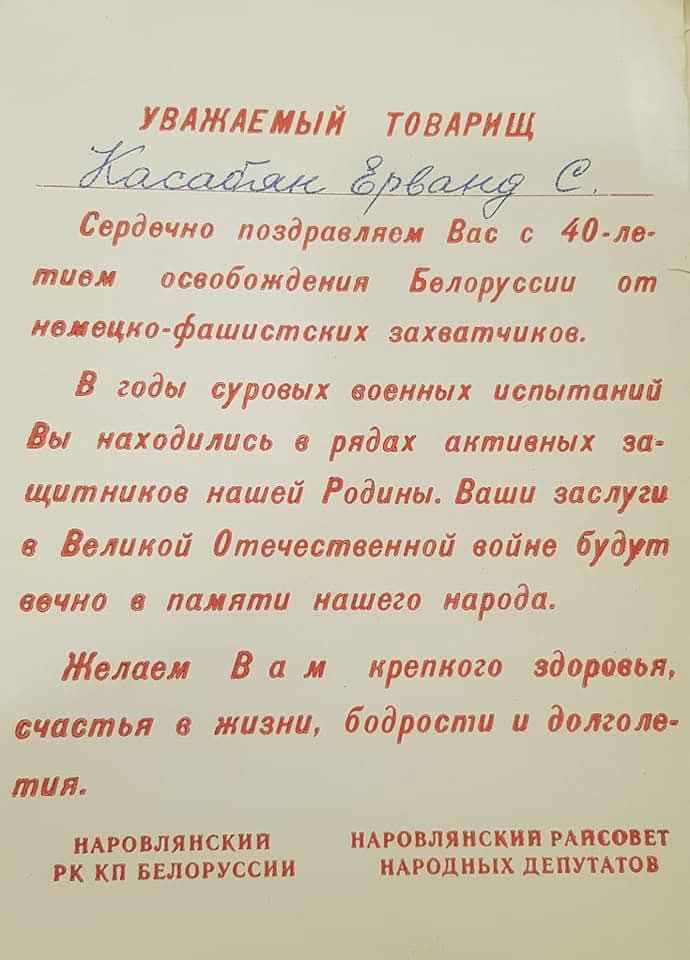 УВАЖАЕМЫЙ ТОВАРИЩ
Касабян Ерванд С.
Сердечно поздравляем Вас с 40-ле-
тием освобождения Белоруссии от
немецко-фашистских захватчиков.
В годы суровых военных испытаний
Вы находились в рядах активных за-
щитников нашей Родины. Ваши заслуги
в Великой Отечественной войне будут
вечно в памяти нашего народа.
Желаем Вам крепкого здоровья,
счастья в жизни, бодрости и долголе-
тия.
НАРОВЛЯНСКИЙ
РК КП БЕЛОРУССИИ
НАРОВЛЯНСКИЙ РАЙСОВЕТ
НАРОДНЫХ ДЕПУТАТОВ